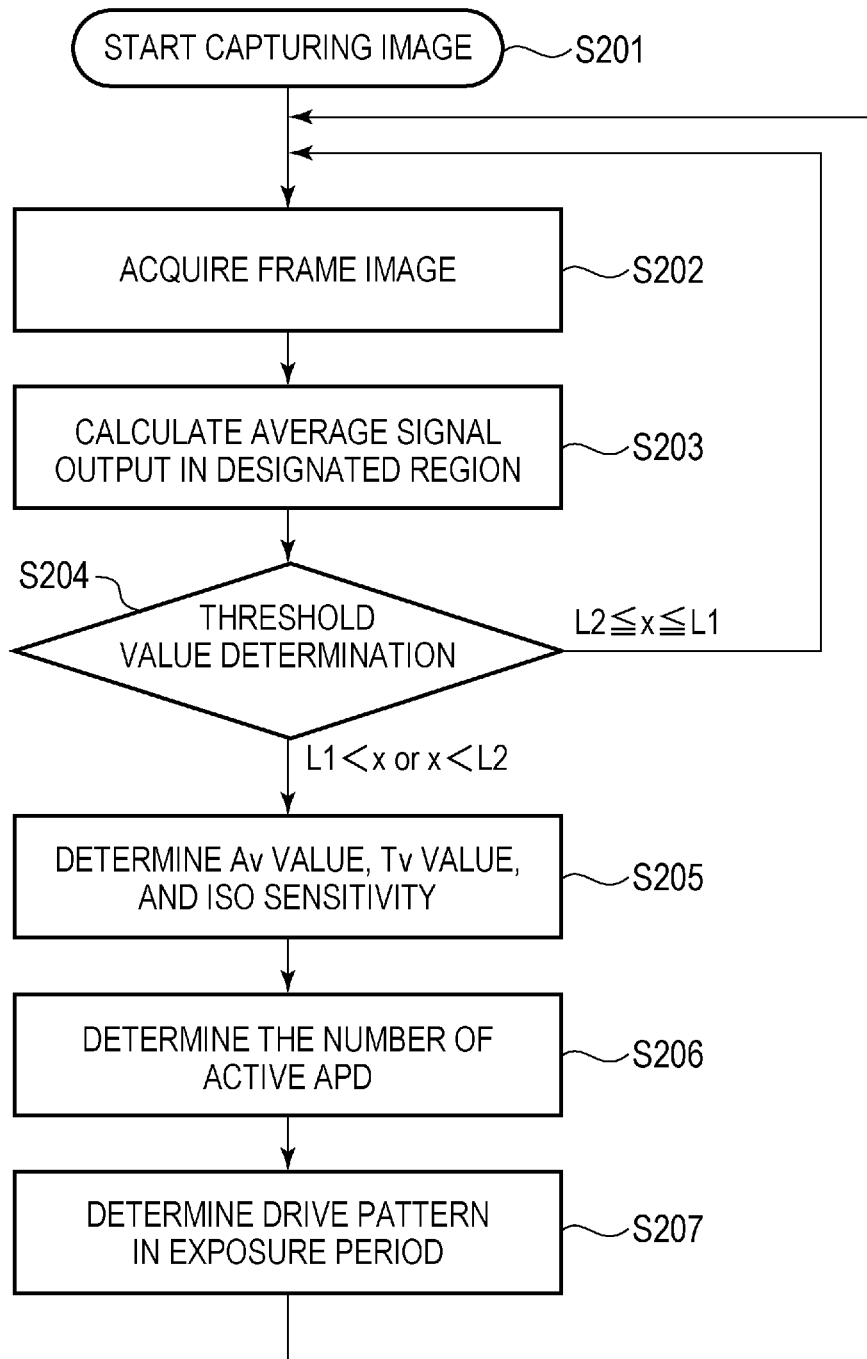 START CAPTURING IMAGE
S201
ACQUIRE FRAME IMAGE
S202
CALCULATE AVERAGE SIGNAL
OUTPUT IN DESIGNATED REGION
S203
S204
THRESHOLD
VALUE DETERMINATION
L2≦x≦L1
L1<x or x<L2
DETERMINE Av VALUE, Tv VALUE,
AND ISO SENSITIVITY
S205
DETERMINE THE NUMBER OF
ACTIVE APD
S206
DETERMINE DRIVE PATTERN
IN EXPOSURE PERIOD
S207